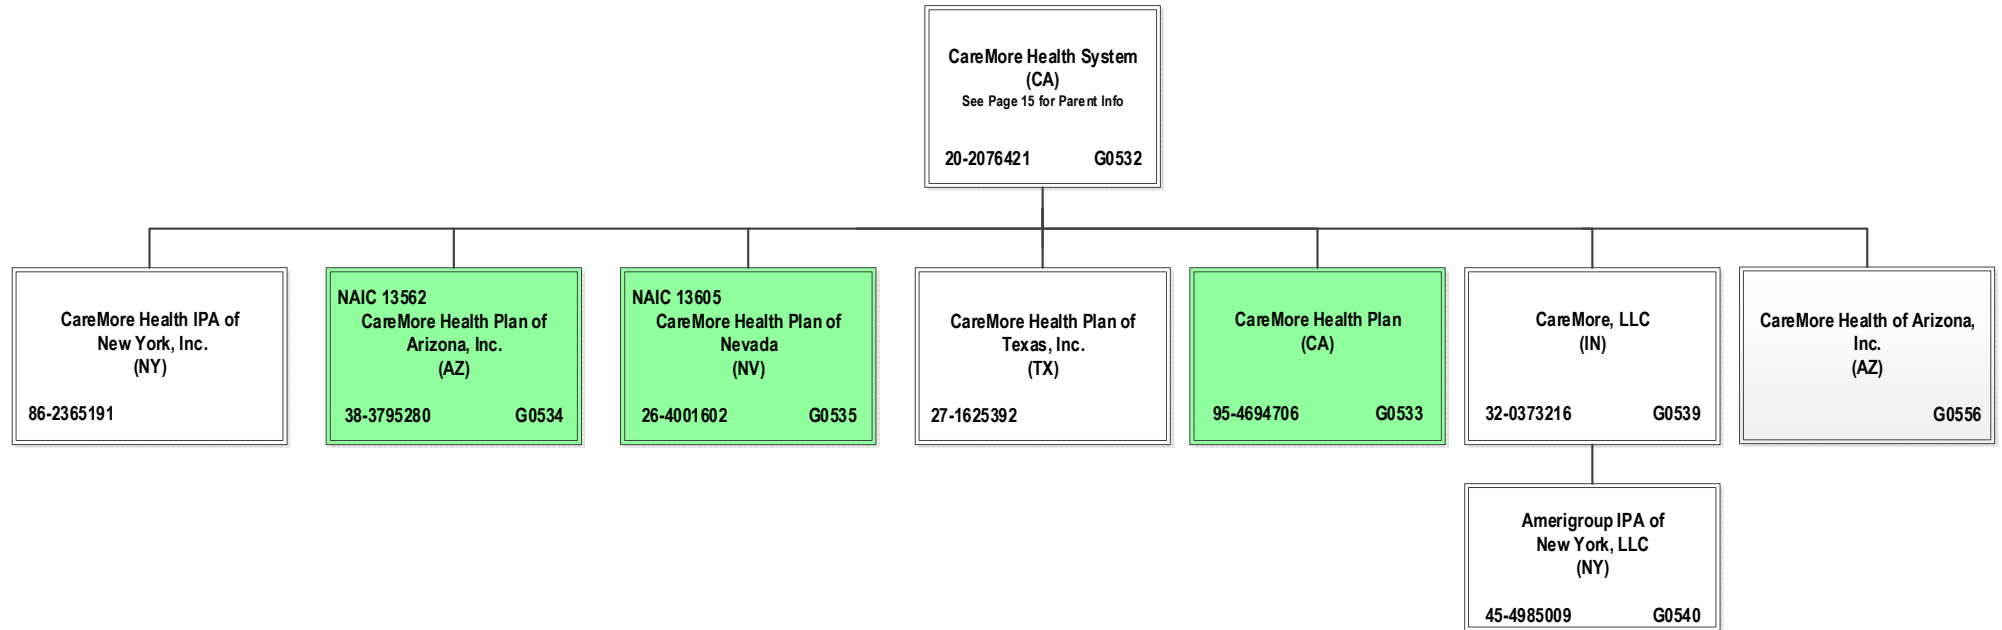 CareMore Health System
(CA)
See Page 15 for Parent Info
20-2076421 G0532
CareMore Health IPA of
New York, Inc.
(NY)
86-2365191
NAIC 13562
CareMore Health Plan of
Arizona, Inc.
(AZ)
38-3795280 G0534
NAIC 13605
CareMore Health Plan of
Nevada
(NV)
26-4001602 G0535
CareMore Health Plan of
Texas, Inc.
(TX)
27-1625392
CareMore Health Plan
(CA)
95-4694706 G0533
CareMore, LLC
(IN)
32-0373216 G0539
CareMore Health of Arizona,
Inc.
(AZ)
G0556
Amerigroup IPA of
New York, LLC
(NY)
45-4985009 G0540